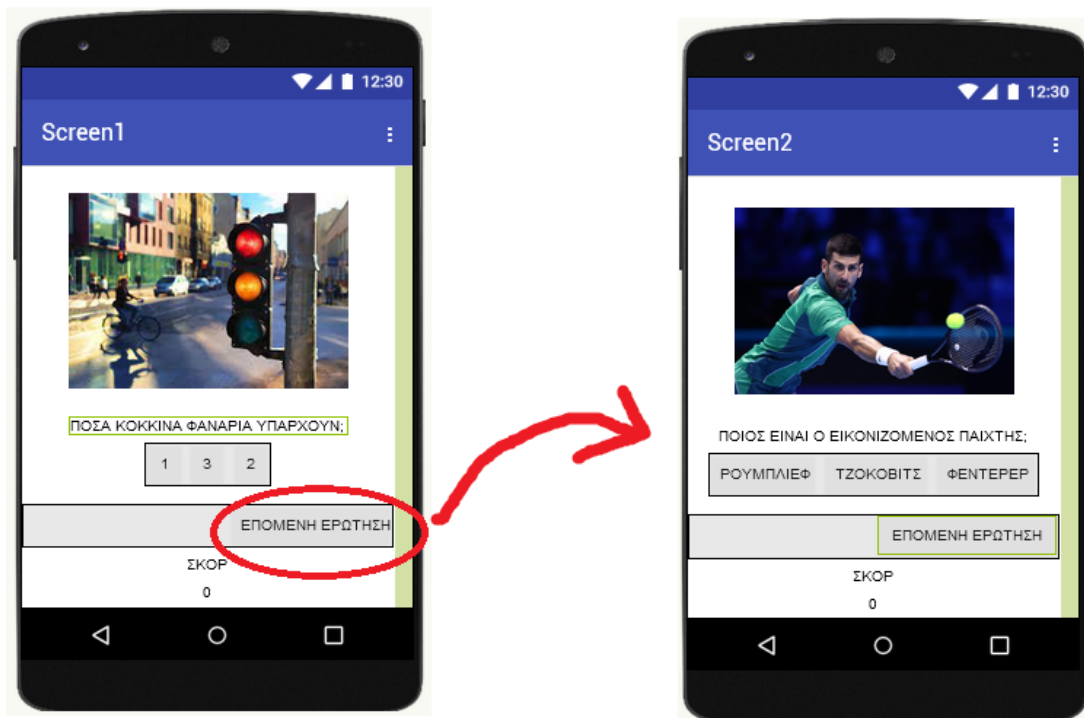 12:30
Screen1
ΠΟΣΑ ΚΟΚΚΙΝΑ ΦΑΝΑΡΙΑ ΥΠΑΡΧΟΥΝ;
1 3 2
ΕΠΟΜΕΝΗ ΕΡΩΤΗΣΗ
ΣΚΟΡ
0
12:30
Screen2
ΠΟΙΟΣ ΕΙΝΑΙ Ο ΕΙΚΟΝΙΖΟΜΕΝΟΣ ΠΑΙΧΤΗΣ;
ΡΟΥΜΠΛΙΕΦ ΤΖΟΚΟΒΙΤΣ ΦΕΝΤΕΡΕΡ
ΕΠΟΜΕΝΗ ΕΡΩΤΗΣΗ
ΣΚΟΡ
0